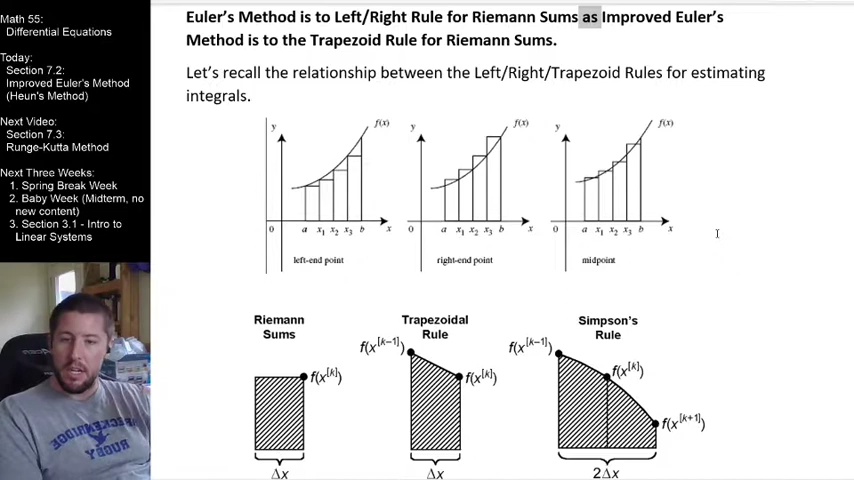 Math 55:
Differential Equations
Today:
Section 7.2:
Improved Euler's Method
(Heun's Method)
Next Video:
Section 7.3:
Runge-Kutta Method
Next Three Weeks:
1. Spring Break Week
2. Baby Week (Midterm, no
new content)
3. Section 3.1 - Intro to
Linear Systems
Euler's Method is to Left/Right Rule for Riemann Sums as Improved Euler's
Method is to the Trapezoid Rule for Riemann Sums.
Let's recall the relationship between the Left/Right/Trapezoid Rules for estimating
integrals.
y f(x) y f(x) y f(x)
0 a x₁ x₂ x₃ b x 0 a x₁ x₂ x₃ b x 0 a x₁ x₂ x₃ b x
left-end point right-end point midpoint
Riemann
Sums
f(x^[k])
Δx
Trapezoidal
Rule
f(x^[k−1])
f(x^[k])
Δx
Simpson's
Rule
f(x^[k−1])
f(x^[k])
f(x^[k+1])
2Δx
BRECKENRIDGE
RUGBY